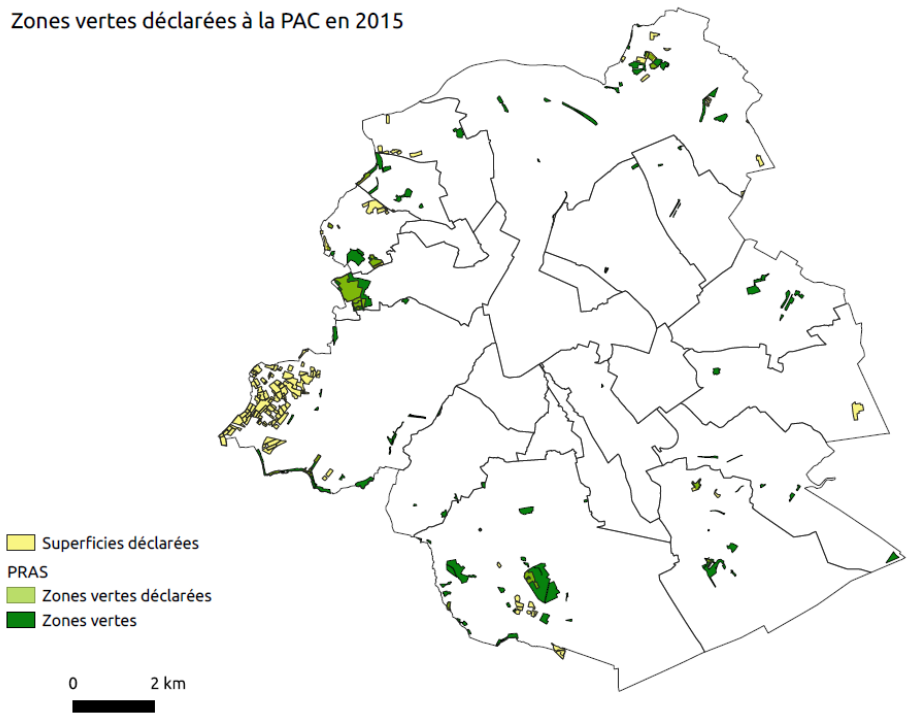 Zones vertes déclarées à la PAC en 2015
Superficies déclarées
PRAS
Zones vertes déclarées
Zones vertes
0 2 km